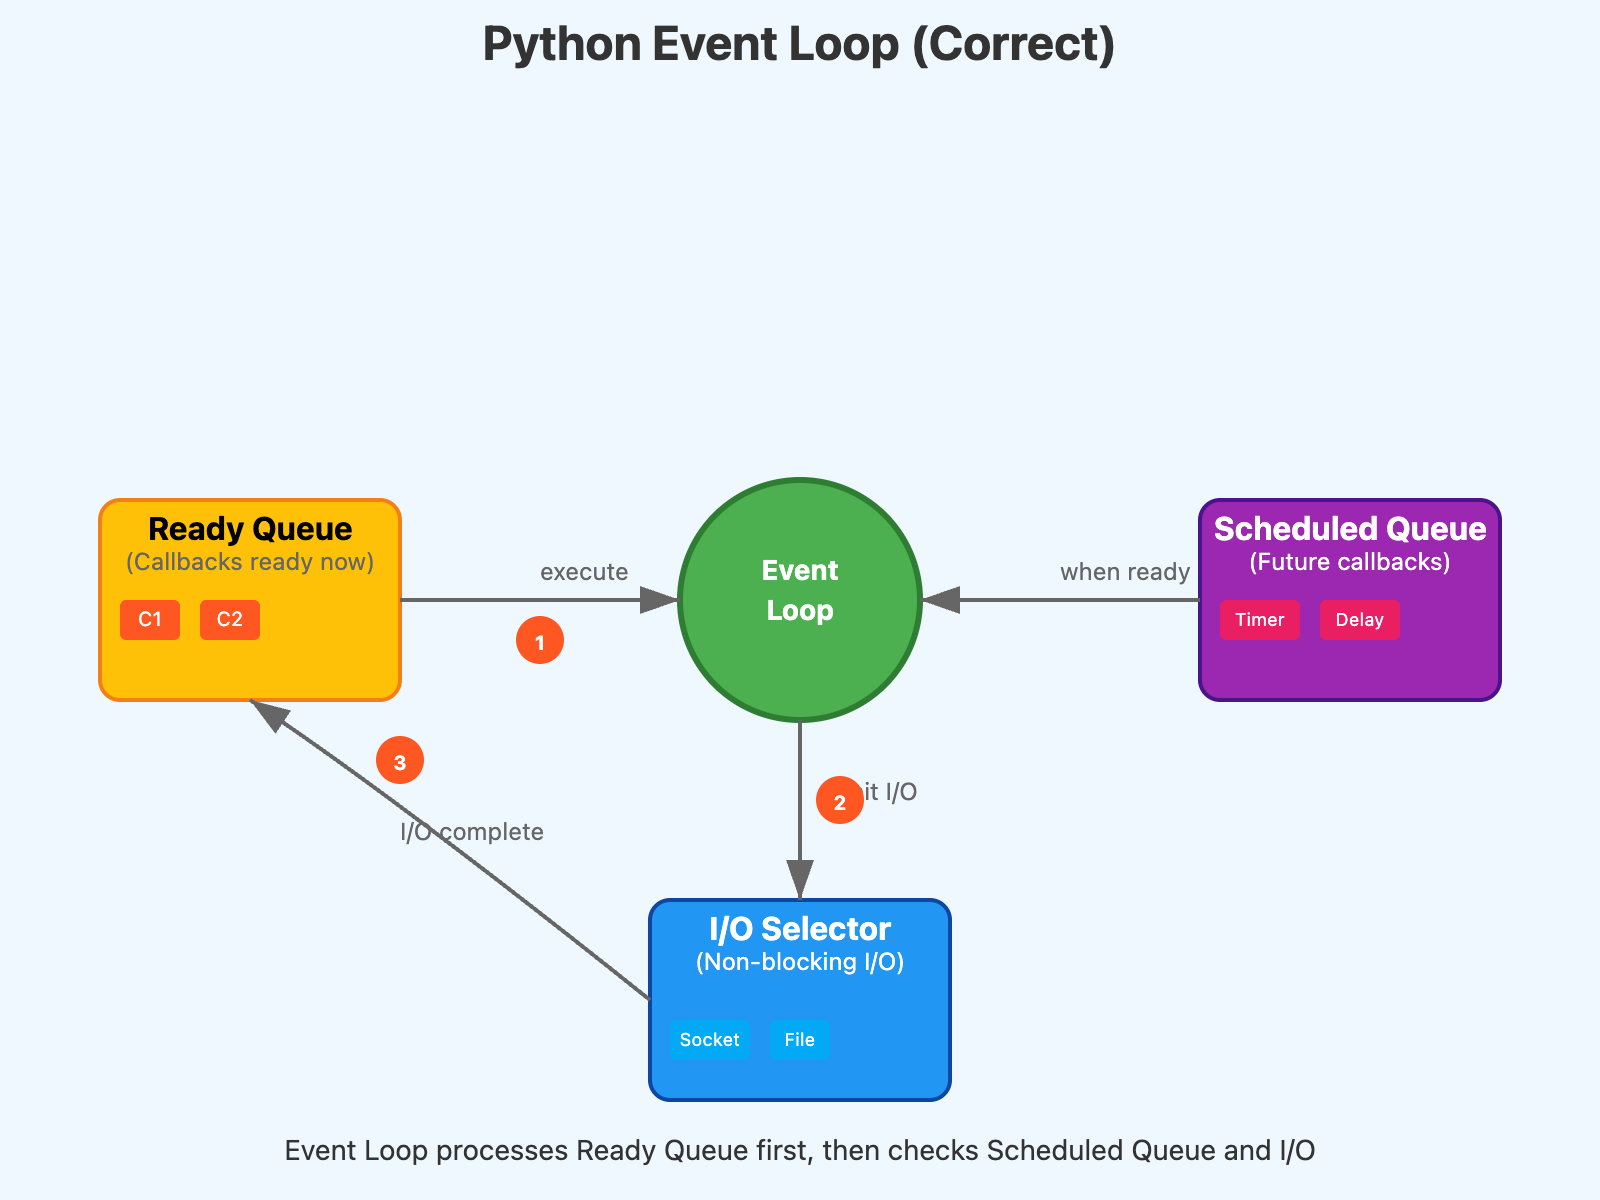 Python Event Loop (Correct)
Ready Queue
(Callbacks ready now)
C1 C2
execute
1
Event
Loop
when ready
Scheduled Queue
(Future callbacks)
Timer Delay
3
I/O complete
2
it I/O
I/O Selector
(Non-blocking I/O)
Socket File
Event Loop processes Ready Queue first, then checks Scheduled Queue and I/O